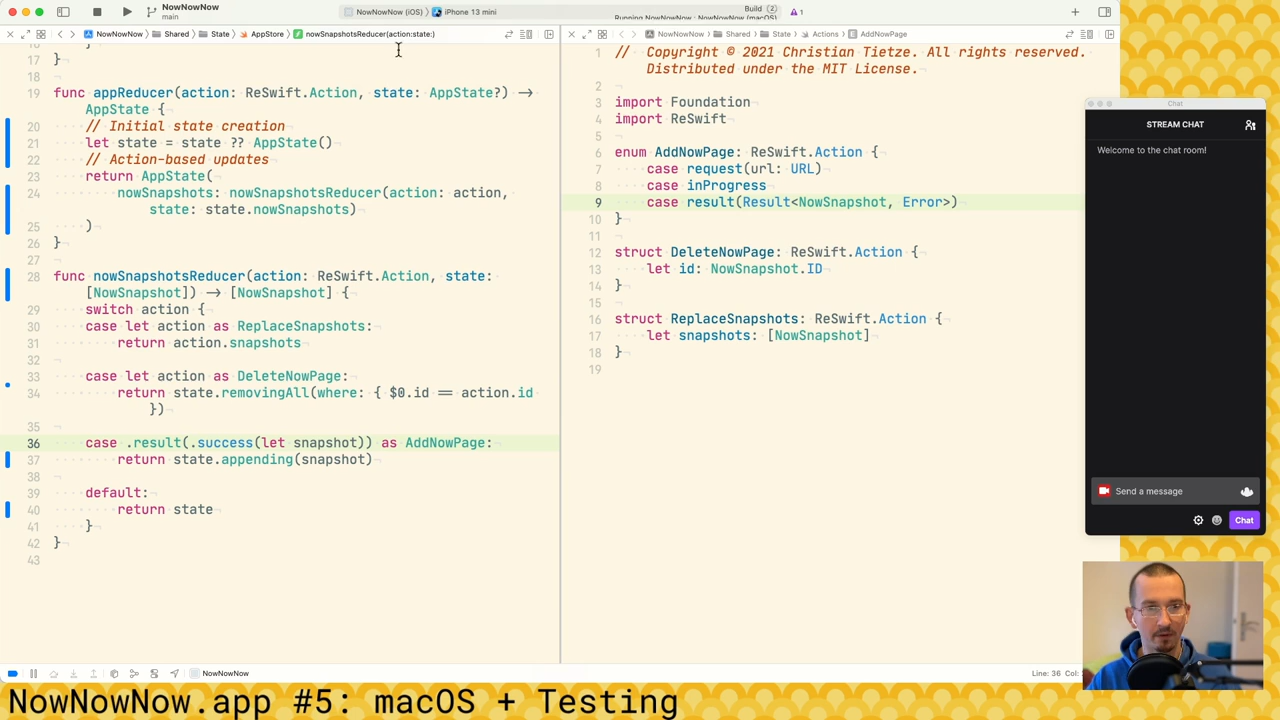 NowNowNow
main
NowNowNow (iOS) 〉 iPhone 13 mini
Build 2
Running NowNowNow : NowNowNow (macOS)
1
NowNowNow 〉 Shared 〉 State 〉 AppStore 〉 nowSnapshotsReducer(action:state:)
16 }
17 }
18
19 func appReducer(action: ReSwift.Action, state: AppState?) ->
AppState {
20 // Initial state creation
21 let state = state ?? AppState()
22 // Action-based updates
23 return AppState(
24 nowSnapshots: nowSnapshotsReducer(action: action,
state: state.nowSnapshots)
25 )
26 }
27
28 func nowSnapshotsReducer(action: ReSwift.Action, state:
[NowSnapshot]) -> [NowSnapshot] {
29 switch action {
30 case let action as ReplaceSnapshots:
31 return action.snapshots
32
33 case let action as DeleteNowPage:
34 return state.removingAll(where: { $0.id == action.id
})
35
36 case .result(.success(let snapshot)) as AddNowPage:
37 return state.appending(snapshot)
38
39 default:
40 return state
41 }
42 }
43
NowNowNow 〉 Shared 〉 State 〉 Actions 〉 AddNowPage
1 // Copyright © 2021 Christian Tietze. All rights reserved.
Distributed under the MIT License.
2
3 import Foundation
4 import ReSwift
5
6 enum AddNowPage: ReSwift.Action {
7 case request(url: URL)
8 case inProgress
9 case result(Result<NowSnapshot, Error>)
10 }
11
12 struct DeleteNowPage: ReSwift.Action {
13 let id: NowSnapshot.ID
14 }
15
16 struct ReplaceSnapshots: ReSwift.Action {
17 let snapshots: [NowSnapshot]
18 }
19
Chat
STREAM CHAT
Welcome to the chat room!
Send a message
Chat
NowNowNow
Line: 36 Col:
NowNowNow.app #5: macOS + Testing